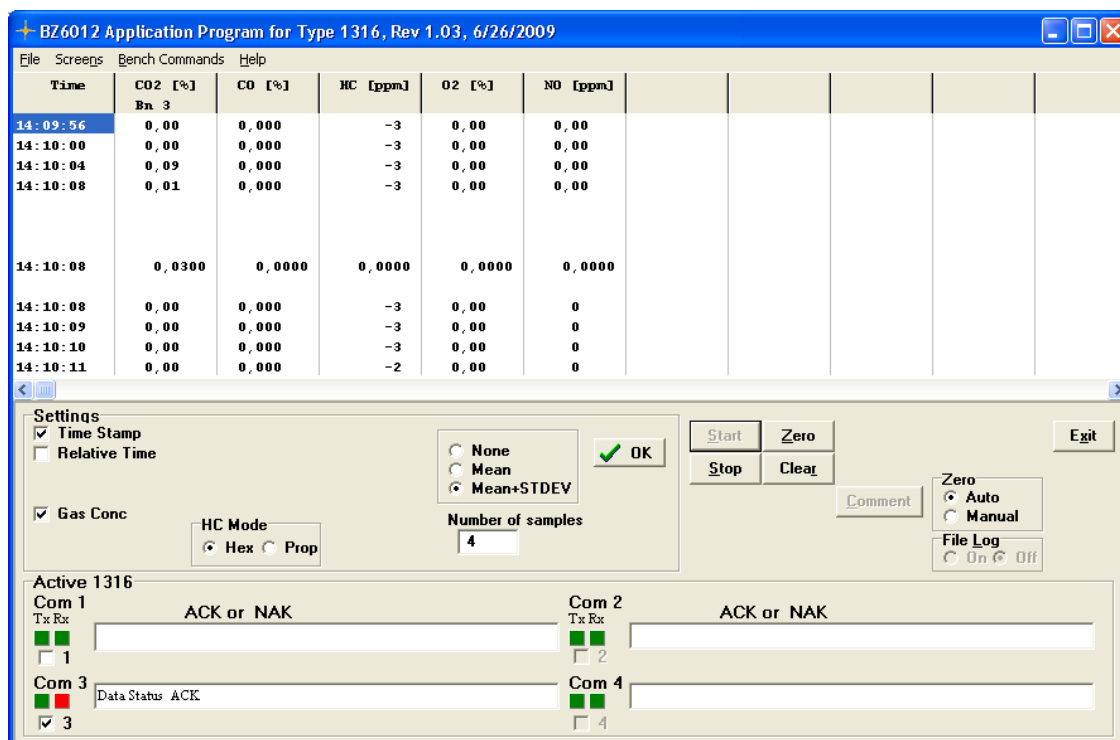 BZ6012 Application Program for Type 1316, Rev 1.03, 6/26/2009
File Screens Bench Commands Help
Time CO2 [%] CO [%] HC [ppm] O2 [%] NO [ppm]
Bn 3
14:09:56 0,00 0,000 -3 0,00 0,00
14:10:00 0,00 0,000 -3 0,00 0,00
14:10:04 0,09 0,000 -3 0,00 0,00
14:10:08 0,01 0,000 -3 0,00 0,00
14:10:08 0,0300 0,0000 0,0000 0,0000 0,0000
14:10:08 0,00 0,000 -3 0,00 0
14:10:09 0,00 0,000 -3 0,00 0
14:10:10 0,00 0,000 -3 0,00 0
14:10:11 0,00 0,000 -2 0,00 0
Settings
Time Stamp
Relative Time
Gas Conc
HC Mode
Hex Prop
None
Mean
Mean+STDEV
OK
Number of samples
4
Start Zero
Stop Clear
Comment
Exit
Zero
Auto
Manual
File Log
On Off
Active 1316
Com 1 ACK or NAK
Tx Rx
1
Com 2 ACK or NAK
Tx Rx
2
Com 3
Data Status ACK
3
Com 4
4